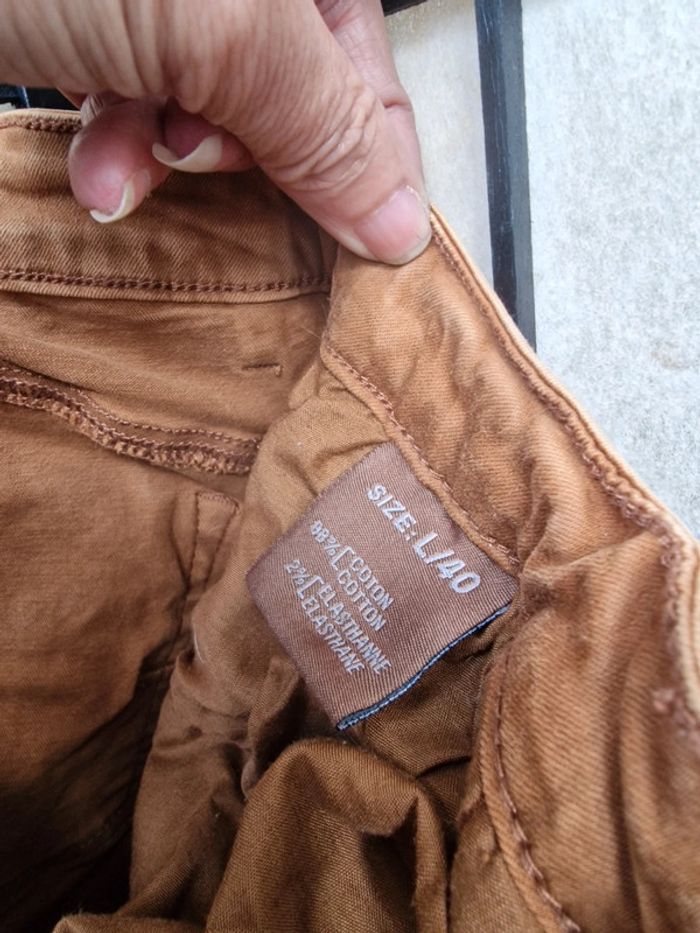 SIZE: L/40
98% [COTON
[COTTON
2% [ELASTHANNE
[ELASTHANE